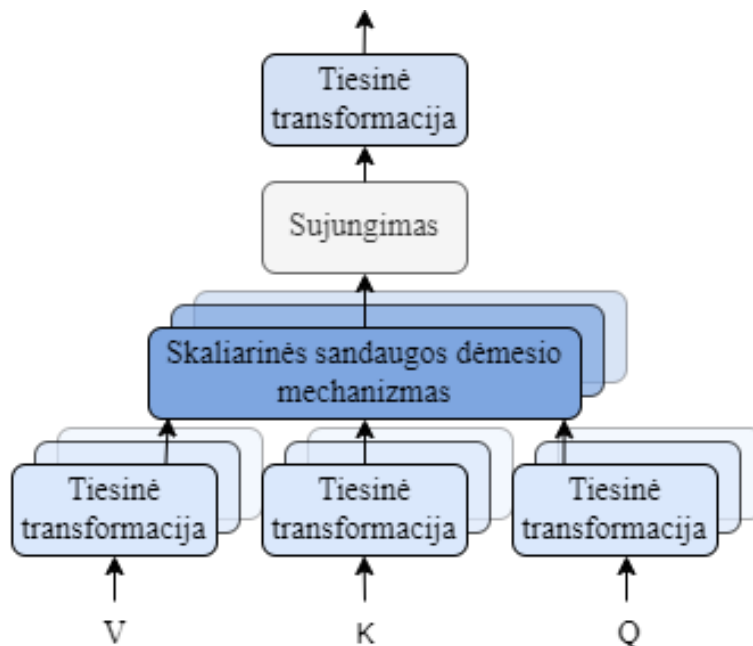 Tiesinė
transformacija
Sujungimas
Skaliarinės sandaugos dėmesio
mechanizmas
Tiesinė
transformacija
Tiesinė
transformacija
Tiesinė
transformacija
V
K
Q